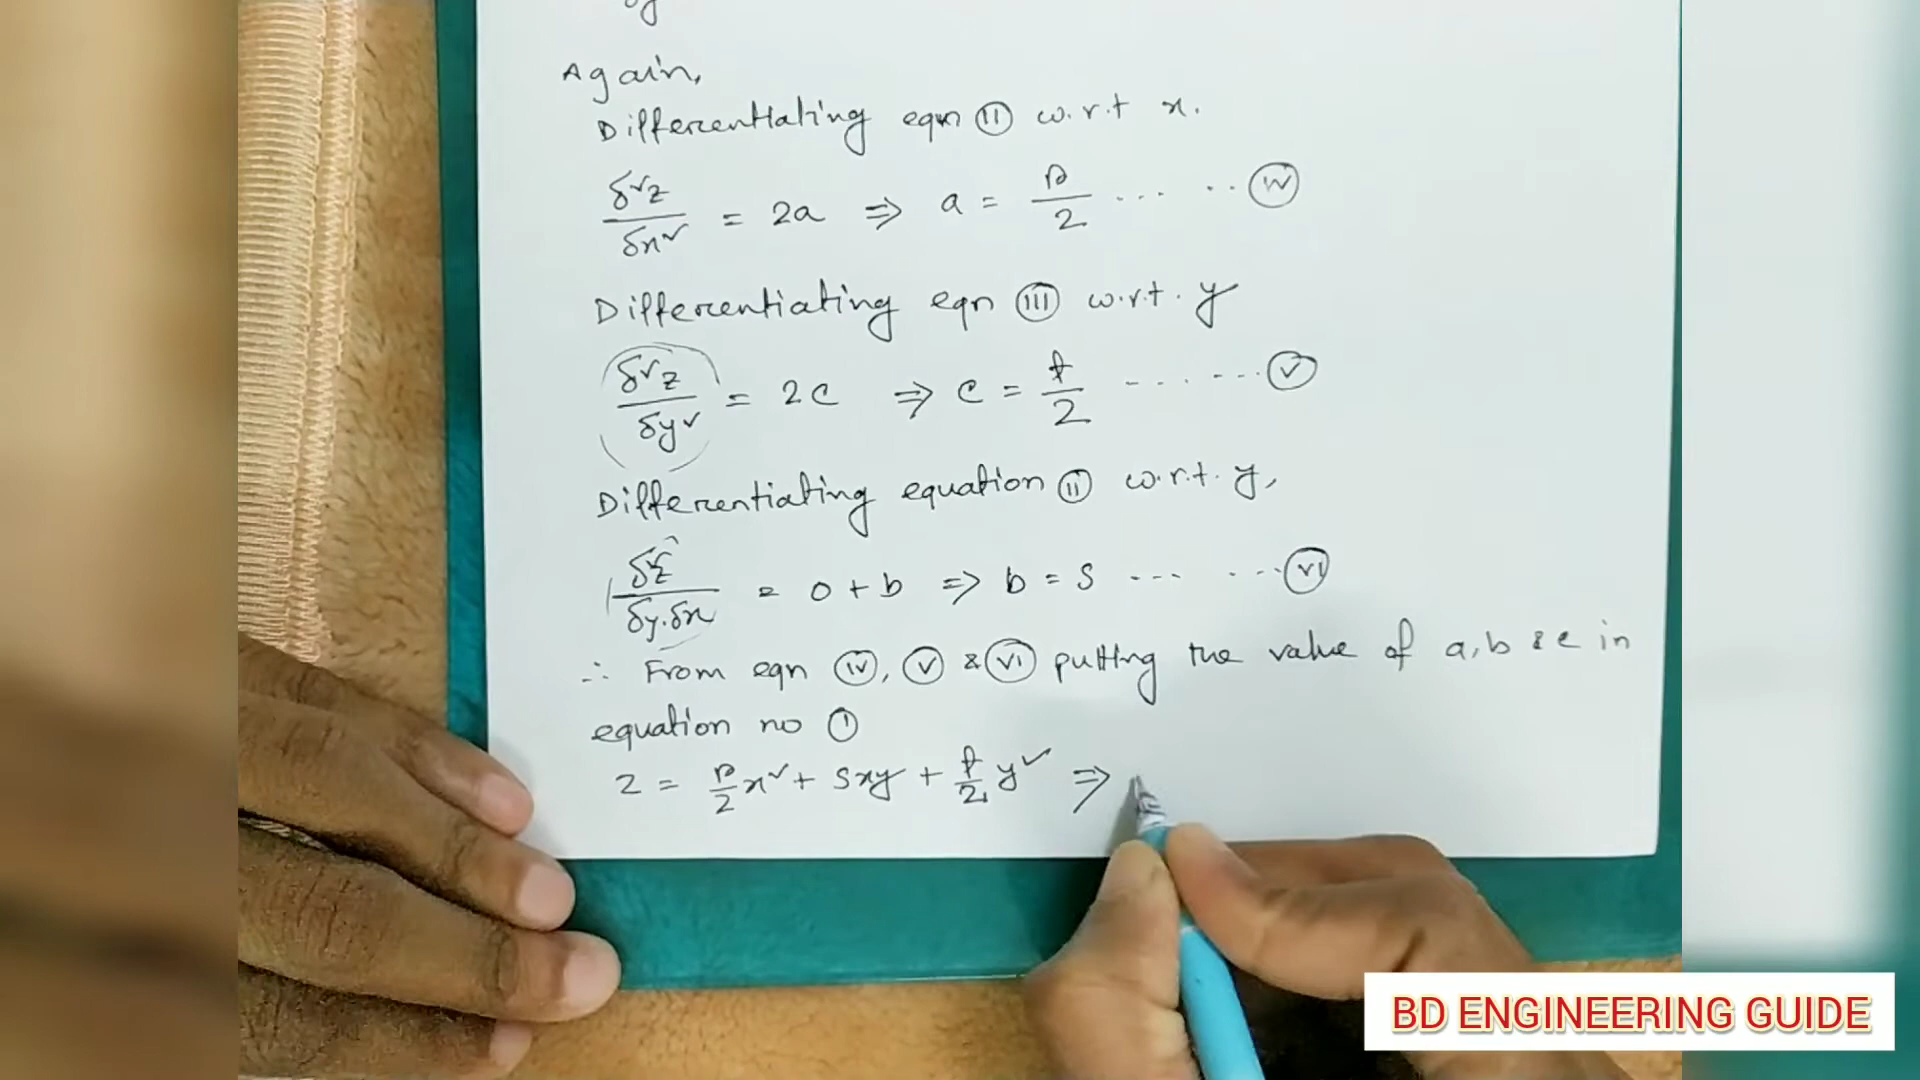 Again,
Differentiating eqn (II) w.r.t x.
δ²z/δx² = 2a ⇒ a = r/2 ... .. (IV)
Differentiating eqn (III) w.r.t. y
δ²z/δy² = 2c ⇒ c = t/2 ... ... (V)
Differentiating equation (II) w.r.t. y,
δ²z/δy.δx = 0 + b ⇒ b = s ... ... (VI)
∴ From eqn (IV), (V) & (VI) putting the value of a, b & c in
equation no (I)
z = r/2 x² + sxy + t/2 y² ⇒
BD ENGINEERING GUIDE